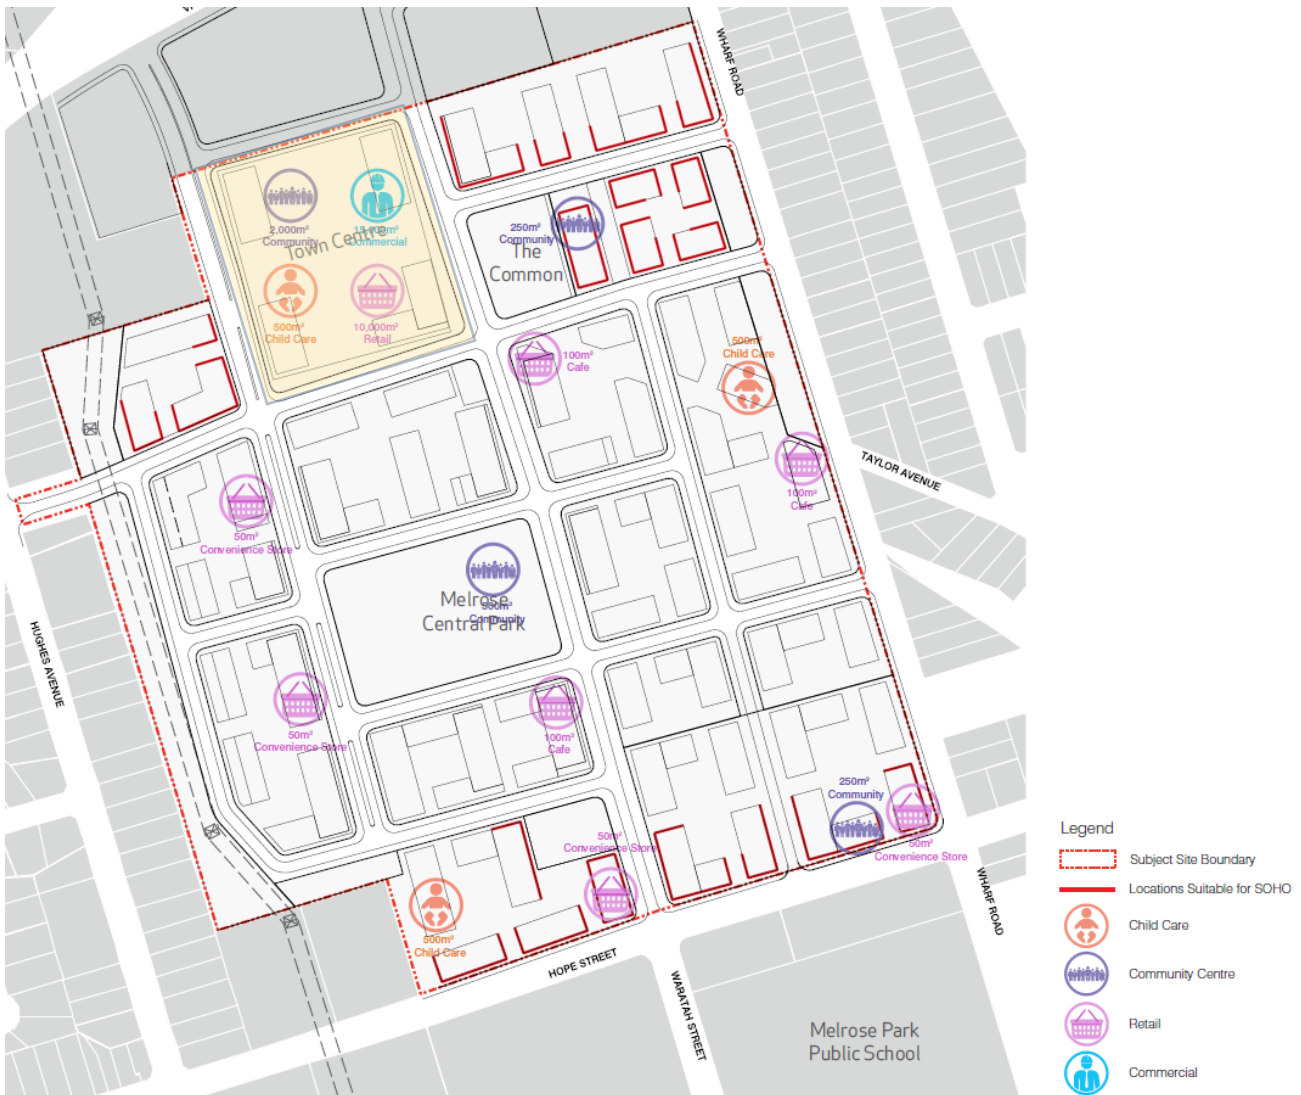 WHARF ROAD
2,000m²
Community
Commercial
Town Centre
500m²
Child Care
10,000m²
Retail
250m²
Community
The
Common
100m²
Cafe
500m²
Child Care
100m²
Cafe
TAYLOR AVENUE
50m²
Convenience Store
Melrose
Central Park
500m²
Community
HUGHES AVENUE
50m²
Convenience Store
100m²
Cafe
250m²
Community
50m²
Convenience Store
50m²
Convenience Store
500m²
Child Care
HOPE STREET
WARATAH STREET
WHARF ROAD
Melrose Park
Public School
Legend
Subject Site Boundary
Locations Suitable for SOHO
Child Care
Community Centre
Retail
Commercial